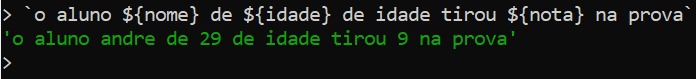 > `o aluno ${nome} de ${idade} de idade tirou ${nota} na prova`
'o aluno andre de 29 de idade tirou 9 na prova'
>